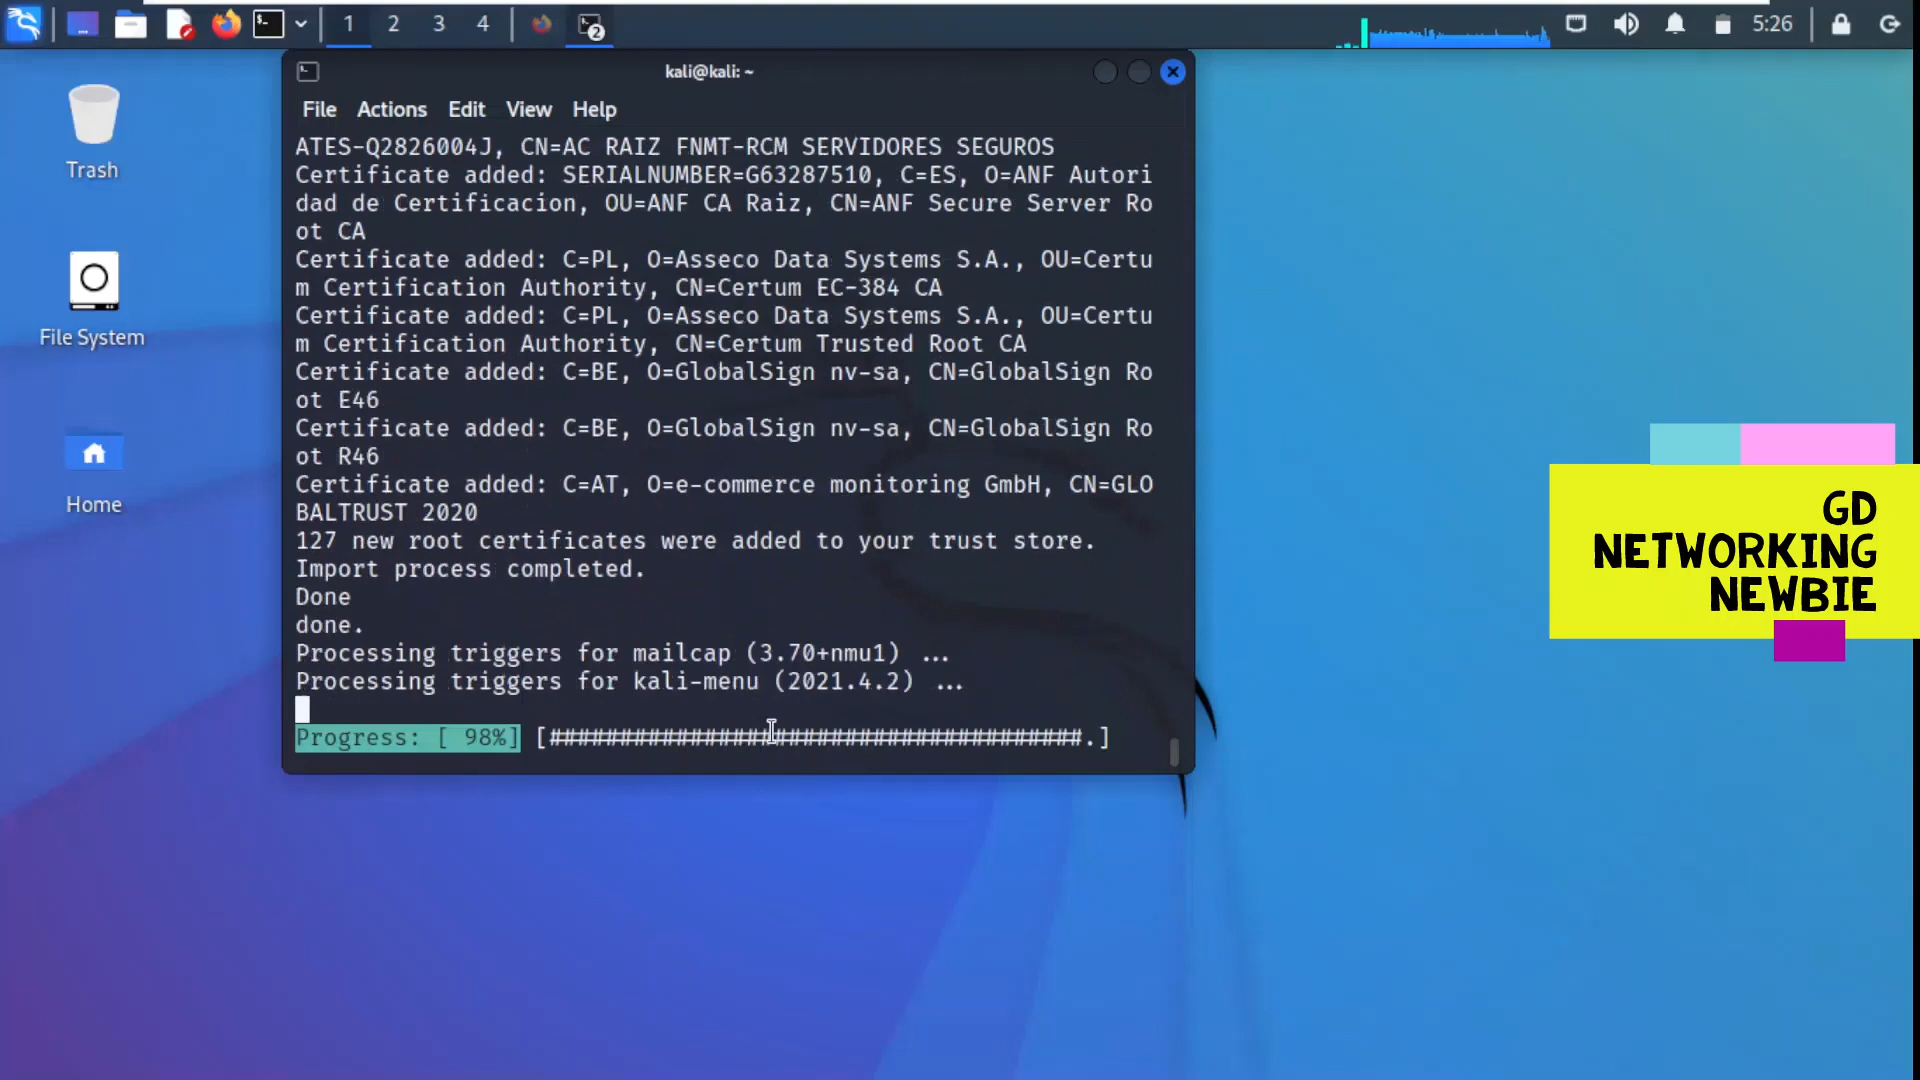 1 2 3 4
2
5:26
kali@kali: ~
File Actions Edit View Help
ATES-Q2826004J, CN=AC RAIZ FNMT-RCM SERVIDORES SEGUROS
Certificate added: SERIALNUMBER=G63287510, C=ES, O=ANF Autori
dad de Certificacion, OU=ANF CA Raiz, CN=ANF Secure Server Ro
ot CA
Certificate added: C=PL, O=Asseco Data Systems S.A., OU=Certu
m Certification Authority, CN=Certum EC-384 CA
Certificate added: C=PL, O=Asseco Data Systems S.A., OU=Certu
m Certification Authority, CN=Certum Trusted Root CA
Certificate added: C=BE, O=GlobalSign nv-sa, CN=GlobalSign Ro
ot E46
Certificate added: C=BE, O=GlobalSign nv-sa, CN=GlobalSign Ro
ot R46
Certificate added: C=AT, O=e-commerce monitoring GmbH, CN=GLO
BALTRUST 2020
127 new root certificates were added to your trust store.
Import process completed.
Done
done.
Processing triggers for mailcap (3.70+nmu1) ...
Processing triggers for kali-menu (2021.4.2) ...
Progress: [ 98%] [######################################.]
Trash
File System
Home
GD
NETWORKING
NEWBIE